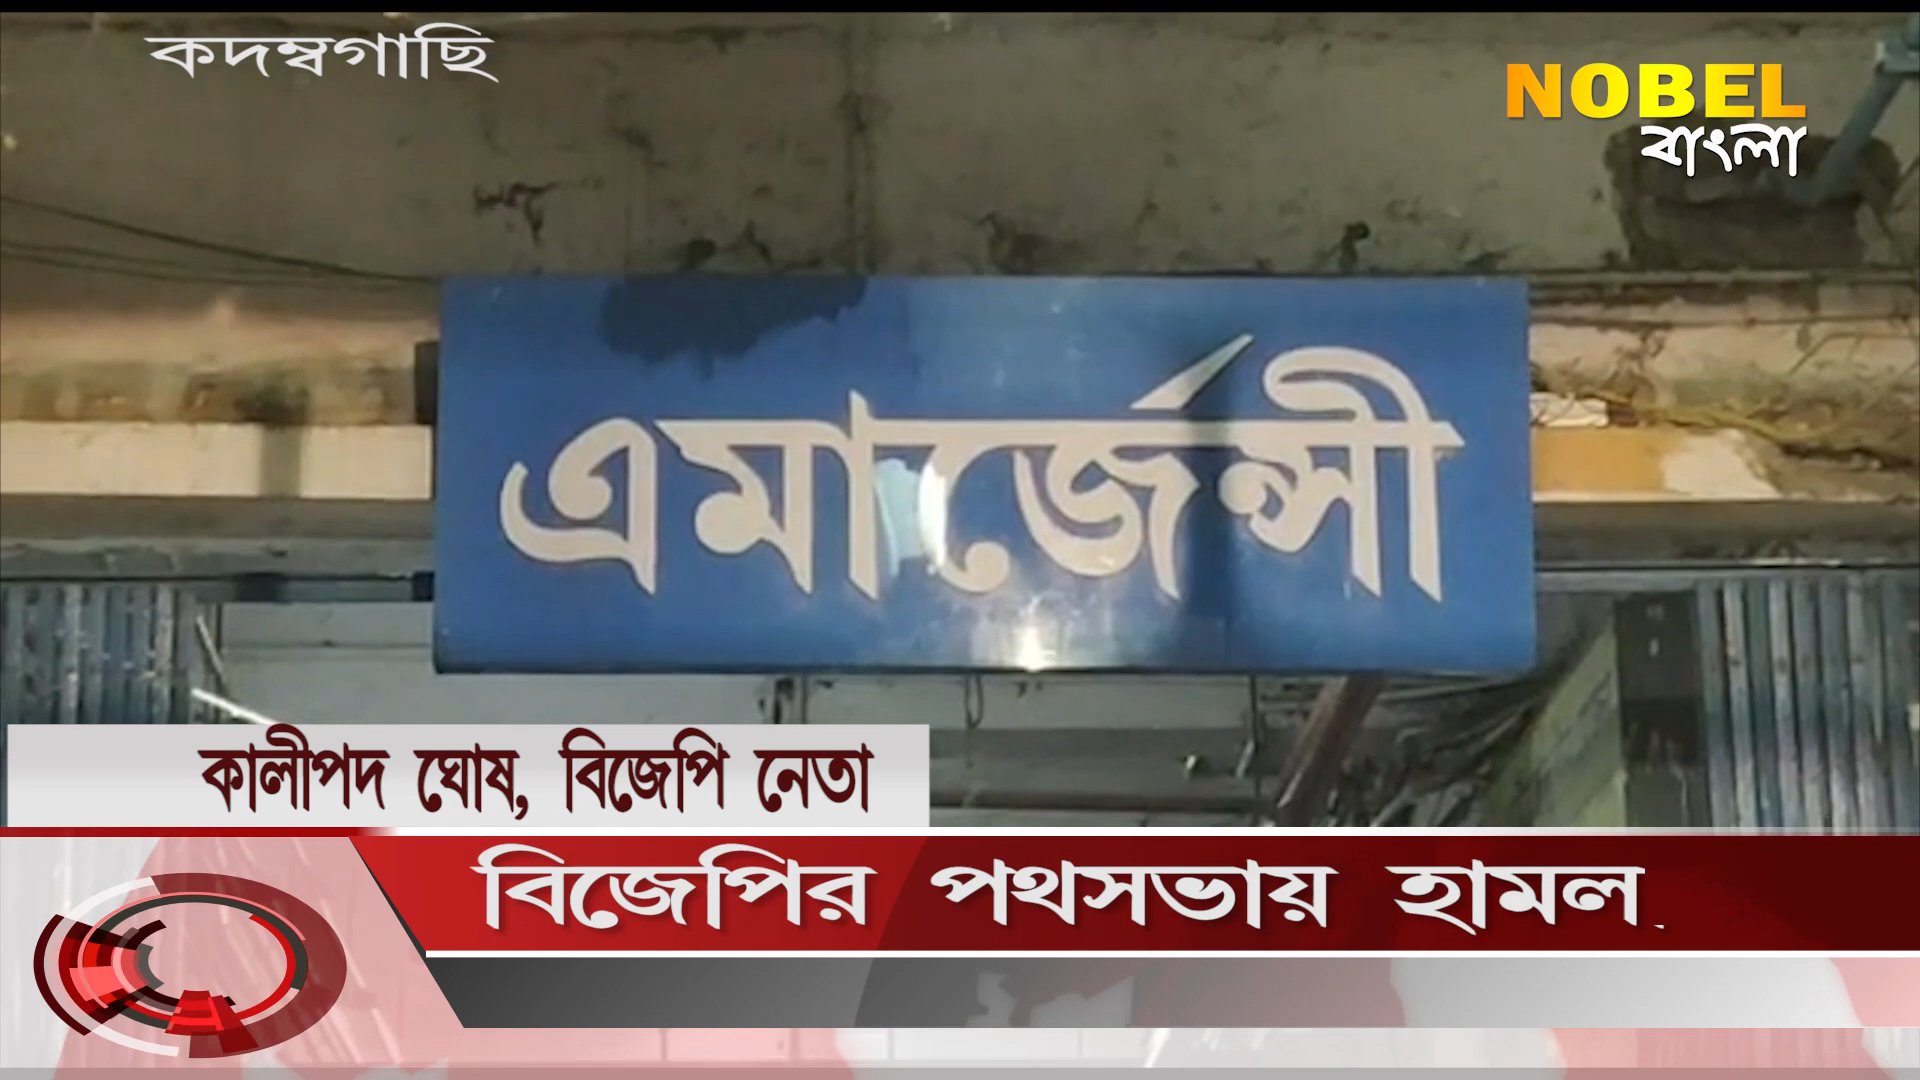 কদম্বগাছি
NOBEL
বাংলা
এমার্জেন্সী
কালীপদ ঘোষ, বিজেপি নেতা
বিজেপির পথসভায় হামল